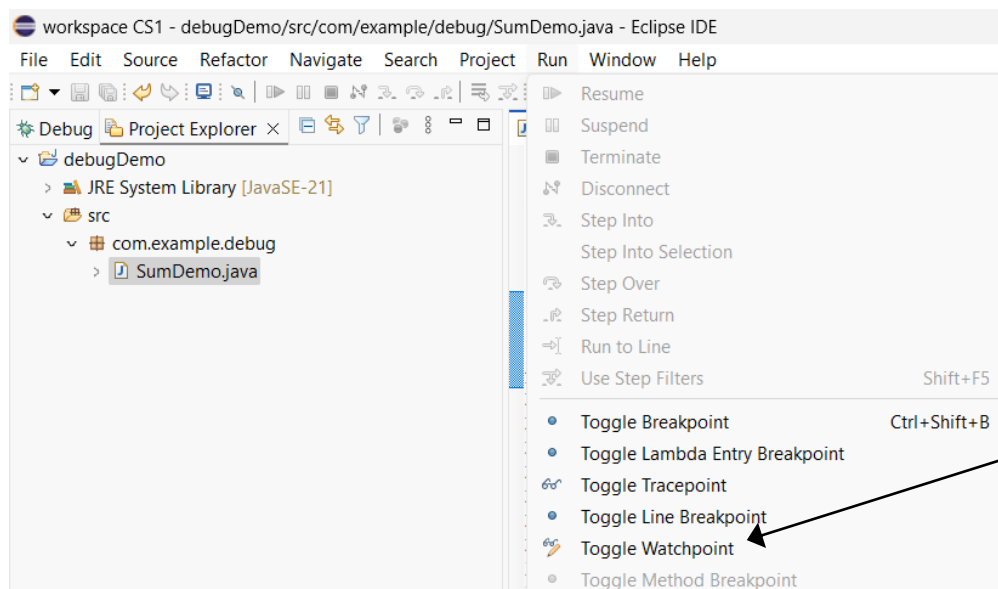 workspace CS1 - debugDemo/src/com/example/debug/SumDemo.java - Eclipse IDE
File Edit Source Refactor Navigate Search Project Run Window Help
Debug Project Explorer
debugDemo
JRE System Library [JavaSE-21]
src
com.example.debug
SumDemo.java
Resume
Suspend
Terminate
Disconnect
Step Into
Step Into Selection
Step Over
Step Return
Run to Line
Use Step Filters Shift+F5
Toggle Breakpoint Ctrl+Shift+B
Toggle Lambda Entry Breakpoint
Toggle Tracepoint
Toggle Line Breakpoint
Toggle Watchpoint
Toggle Method Breakpoint